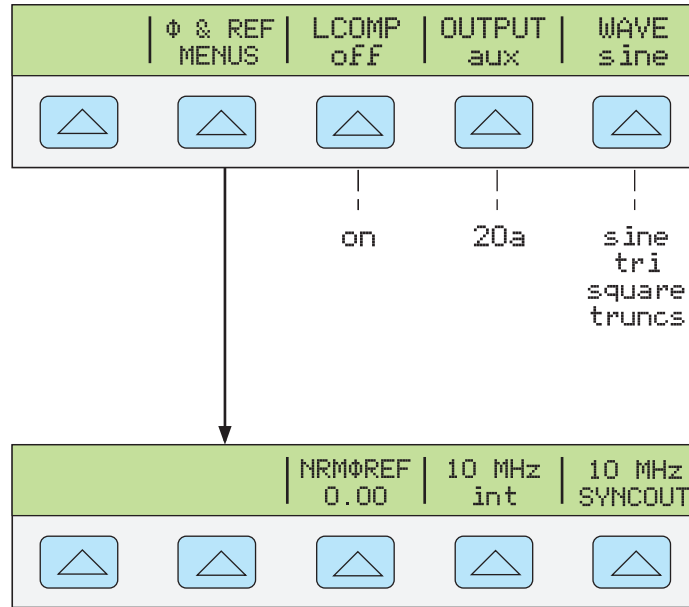 Φ & REF LCOMP OUTPUT WAVE
MENUS off aux sine
on 20a sine
tri
square
truncs
NRMΦREF 10 MHz 10 MHz
0.00 int SYNCOUT